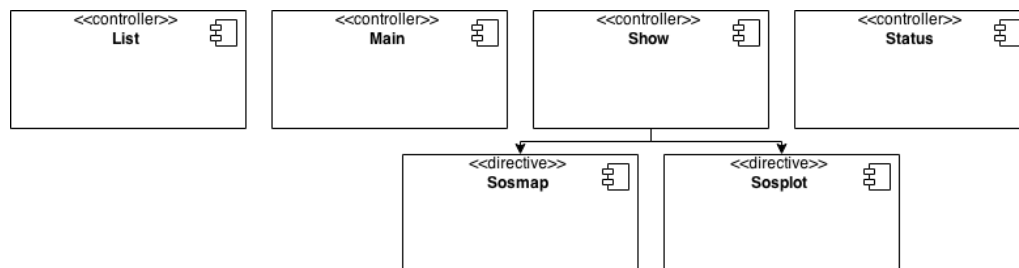 <<controller>>
List
<<controller>>
Main
<<controller>>
Show
<<controller>>
Status
<<directive>>
Sosmap
<<directive>>
Sosplot